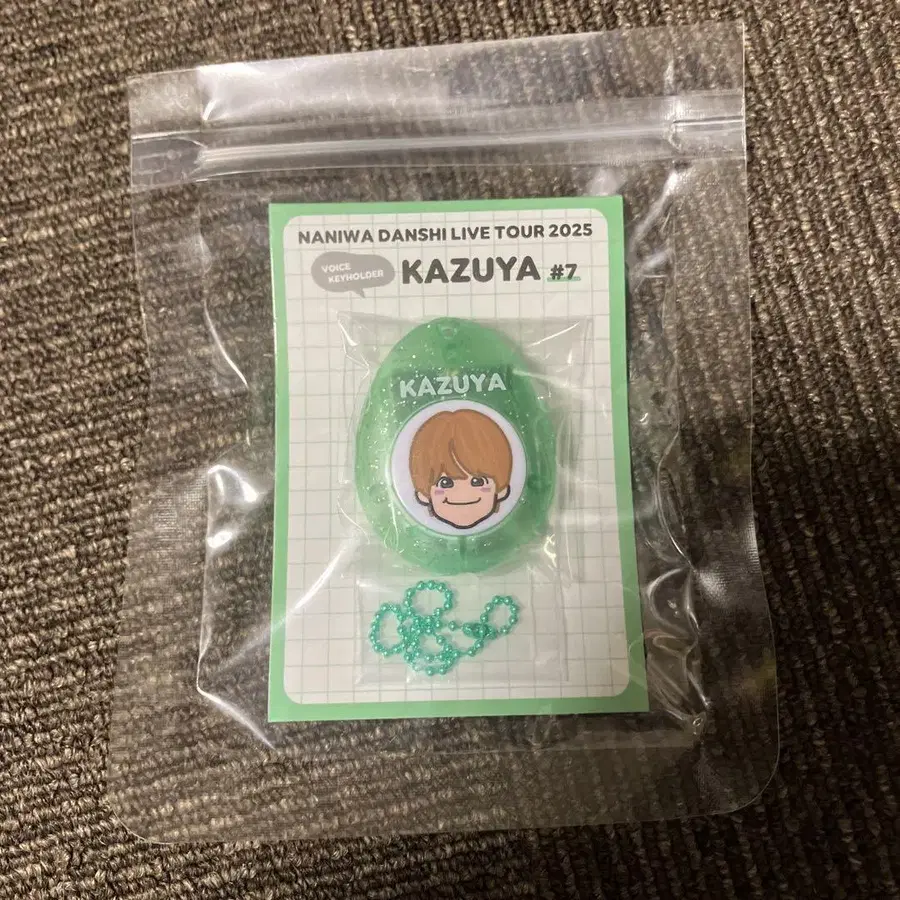 NANIWA DANSHI LIVE TOUR 2025
VOICE
KEYHOLDER
KAZUYA #7
KAZUYA